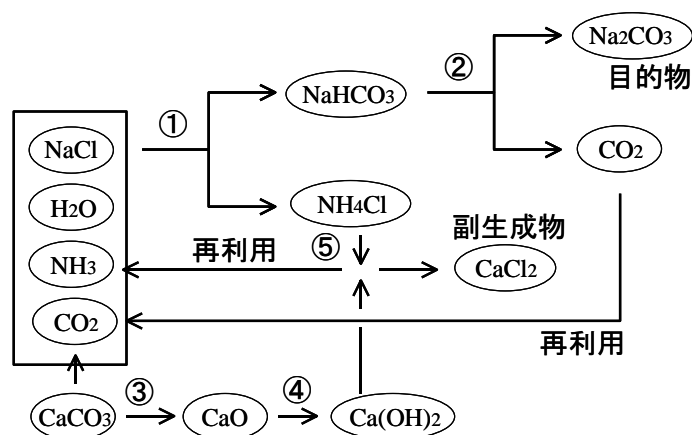 Na2CO3
目的物
②
NaHCO3
①
NaCl
CO2
H2O
NH4Cl
副生成物
⑤
再利用
NH3
CaCl2
CO2
再利用
③
④
CaCO3
CaO
Ca(OH)2